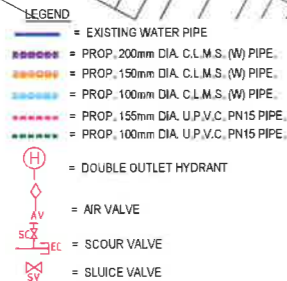 LEGEND
= EXISTING WATER PIPE
= PROP. 200mm DIA. C.L.M.S. (W) PIPE.
= PROP. 150mm DIA. C.L.M.S. (W) PIPE.
= PROP. 100mm DIA. C.L.M.S. (W) PIPE.
= PROP. 155mm DIA. U.P.V.C. PN15 PIPE.
= PROP. 100mm DIA. U.P.V.C. PN15 PIPE.
H = DOUBLE OUTLET HYDRANT
AV = AIR VALVE
SC EC = SCOUR VALVE
SV = SLUICE VALVE